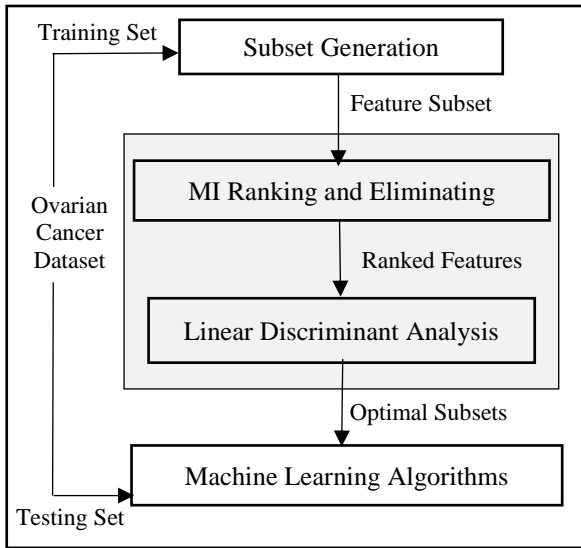 Training Set
Subset Generation
Feature Subset
MI Ranking and Eliminating
Ovarian
Cancer
Dataset
Ranked Features
Linear Discriminant Analysis
Optimal Subsets
Machine Learning Algorithms
Testing Set